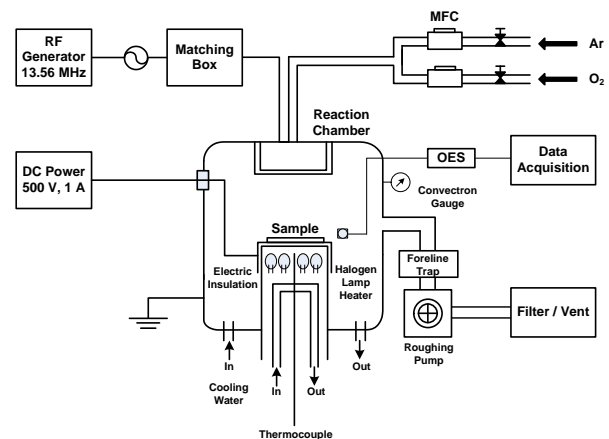 MFC
RF
Generator
13.56 MHz
Matching
Box
Ar
O₂
Reaction
Chamber
OES
Data
Acquisition
DC Power
500 V, 1 A
Convectron
Gauge
Sample
Electric
Insulation
Halogen
Lamp
Heater
Foreline
Trap
Filter / Vent
Roughing
Pump
In
Cooling
Water
In
Out
Out
Thermocouple